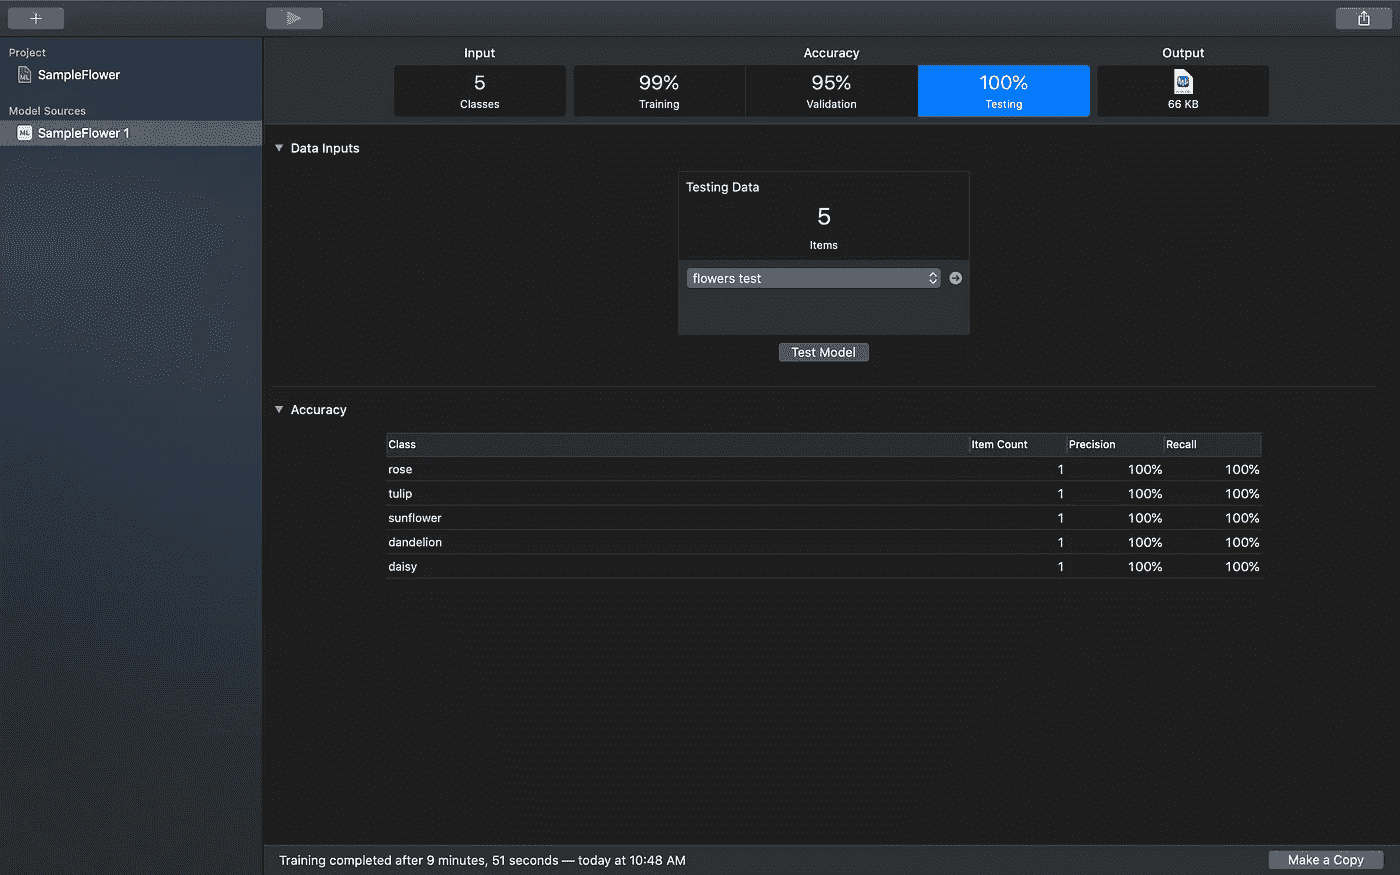 Project
SampleFlower
Model Sources
SampleFlower 1
Input
Accuracy
Output
5
Classes
99%
Training
95%
Validation
100%
Testing
66 KB
Data Inputs
Testing Data
5
Items
flowers test
Test Model
Accuracy
Class Item Count Precision Recall
rose 1 100% 100%
tulip 1 100% 100%
sunflower 1 100% 100%
dandelion 1 100% 100%
daisy 1 100% 100%
Training completed after 9 minutes, 51 seconds — today at 10:48 AM
Make a Copy